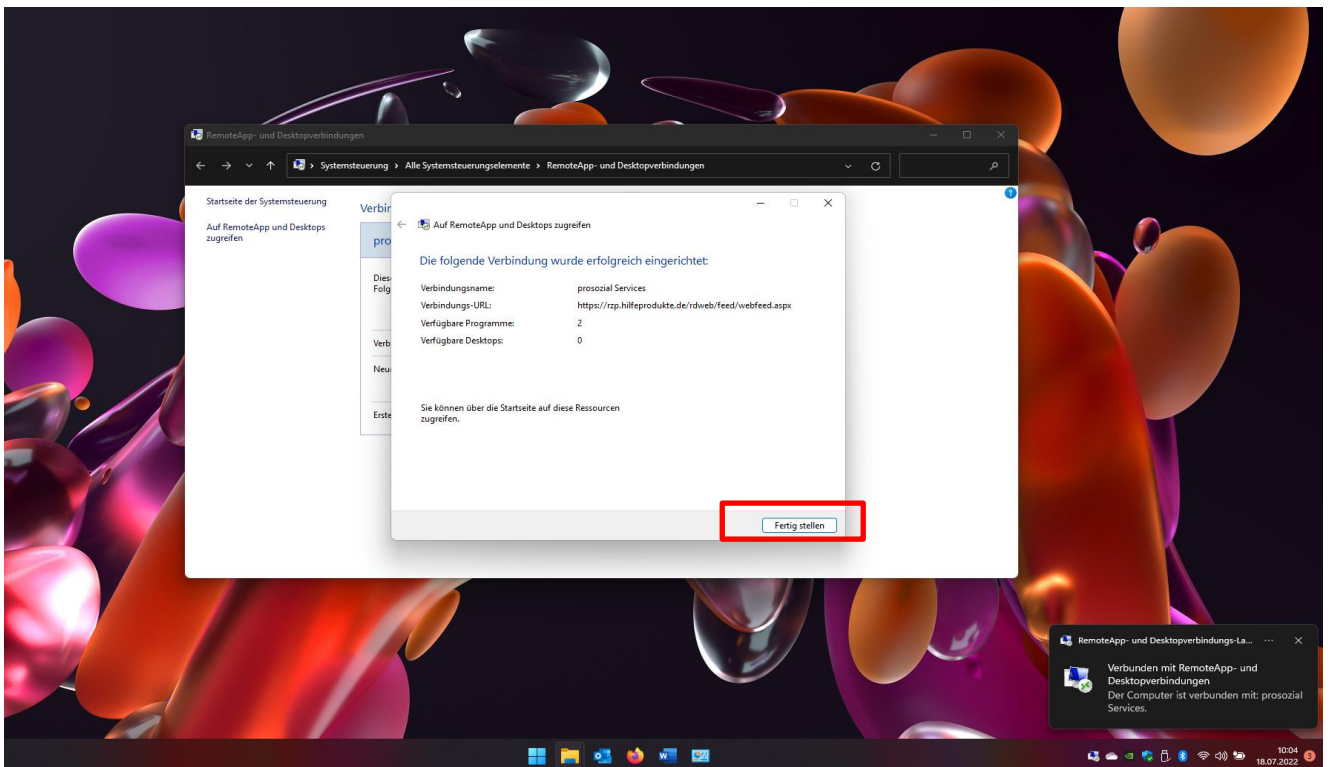 RemoteApp- und Desktopverbindungen
Systemsteuerung › Alle Systemsteuerungselemente › RemoteApp- und Desktopverbindungen
Startseite der Systemsteuerung
Auf RemoteApp und Desktops
zugreifen
Verbin
pro
Dies
Folg
Verb
Neu
Erste
Auf RemoteApp und Desktops zugreifen
Die folgende Verbindung wurde erfolgreich eingerichtet:
Verbindungsname: prosozial Services
Verbindungs-URL: https://rzp.hilfeprodukte.de/rdweb/feed/webfeed.aspx
Verfügbare Programme: 2
Verfügbare Desktops: 0
Sie können über die Startseite auf diese Ressourcen
zugreifen.
Fertig stellen
RemoteApp- und Desktopverbindungs-La...
Verbunden mit RemoteApp- und
Desktopverbindungen
Der Computer ist verbunden mit: prosozial
Services.
10:04
18.07.2022
3